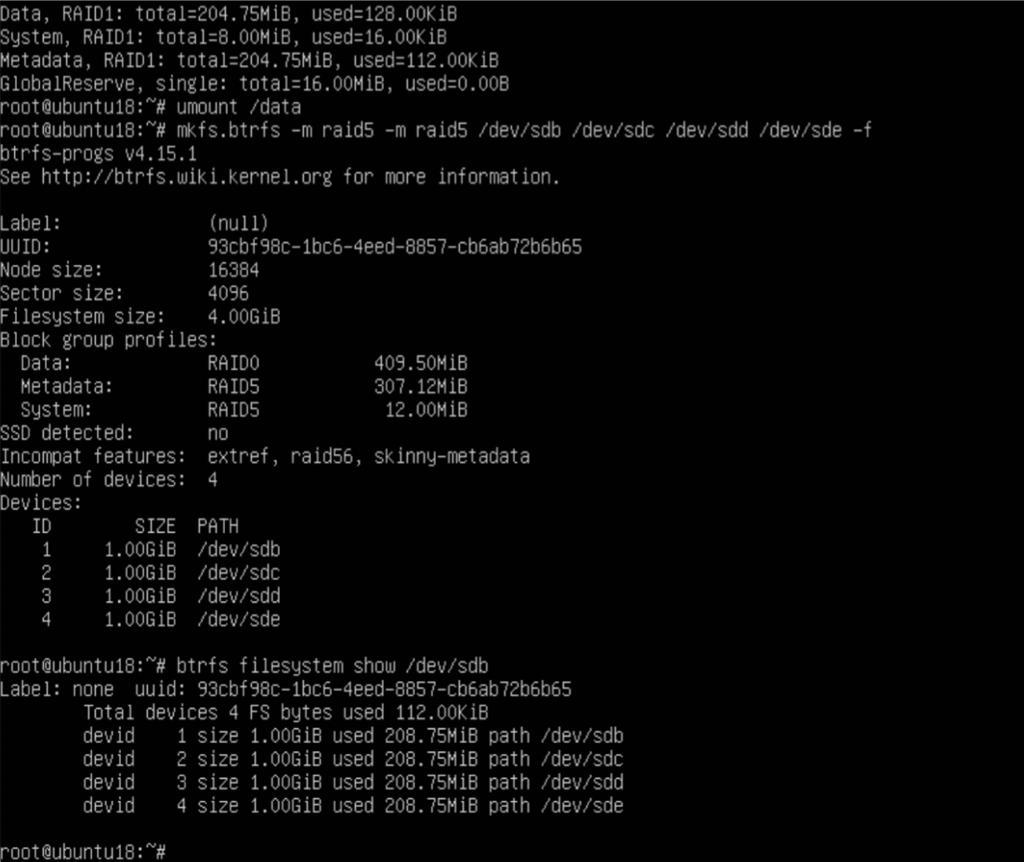 Data, RAID1: total=204.75MiB, used=128.00KiB
System, RAID1: total=8.00MiB, used=16.00KiB
Metadata, RAID1: total=204.75MiB, used=112.00KiB
GlobalReserve, single: total=16.00MiB, used=0.00B
root@ubuntu18:~# umount /data
root@ubuntu18:~# mkfs.btrfs -m raid5 -m raid5 /dev/sdb /dev/sdc /dev/sdd /dev/sde -f
btrfs-progs v4.15.1
See http://btrfs.wiki.kernel.org for more information.
Label: (null)
UUID: 93cbf98c-1bc6-4eed-8857-cb6ab72b6b65
Node size: 16384
Sector size: 4096
Filesystem size: 4.00GiB
Block group profiles:
Data: RAID0 409.50MiB
Metadata: RAID5 307.12MiB
System: RAID5 12.00MiB
SSD detected: no
Incompat features: extref, raid56, skinny-metadata
Number of devices: 4
Devices:
ID SIZE PATH
1 1.00GiB /dev/sdb
2 1.00GiB /dev/sdc
3 1.00GiB /dev/sdd
4 1.00GiB /dev/sde
root@ubuntu18:~# btrfs filesystem show /dev/sdb
Label: none uuid: 93cbf98c-1bc6-4eed-8857-cb6ab72b6b65
Total devices 4 FS bytes used 112.00KiB
devid 1 size 1.00GiB used 208.75MiB path /dev/sdb
devid 2 size 1.00GiB used 208.75MiB path /dev/sdc
devid 3 size 1.00GiB used 208.75MiB path /dev/sdd
devid 4 size 1.00GiB used 208.75MiB path /dev/sde
root@ubuntu18:~#